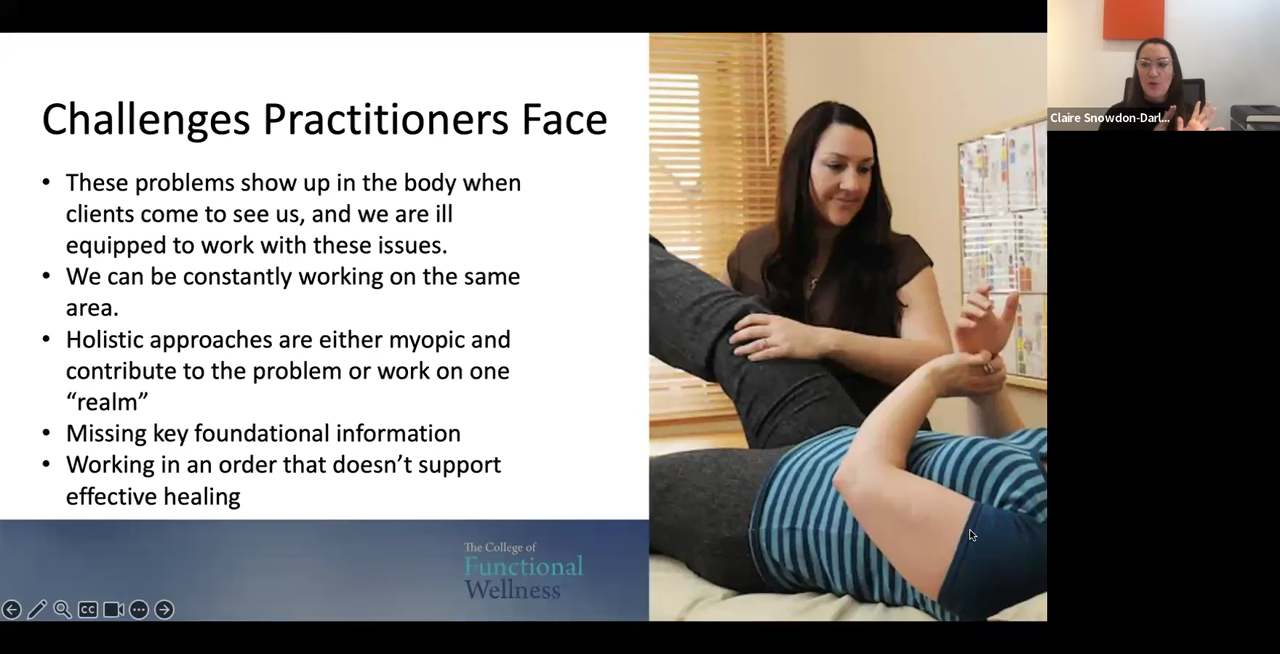 Challenges Practitioners Face
• These problems show up in the body when
clients come to see us, and we are ill
equipped to work with these issues.
• We can be constantly working on the same
area.
• Holistic approaches are either myopic and
contribute to the problem or work on one
“realm”
• Missing key foundational information
• Working in an order that doesn’t support
effective healing
The College of
Functional
Wellness
CC
Claire Snowdon-Darl...